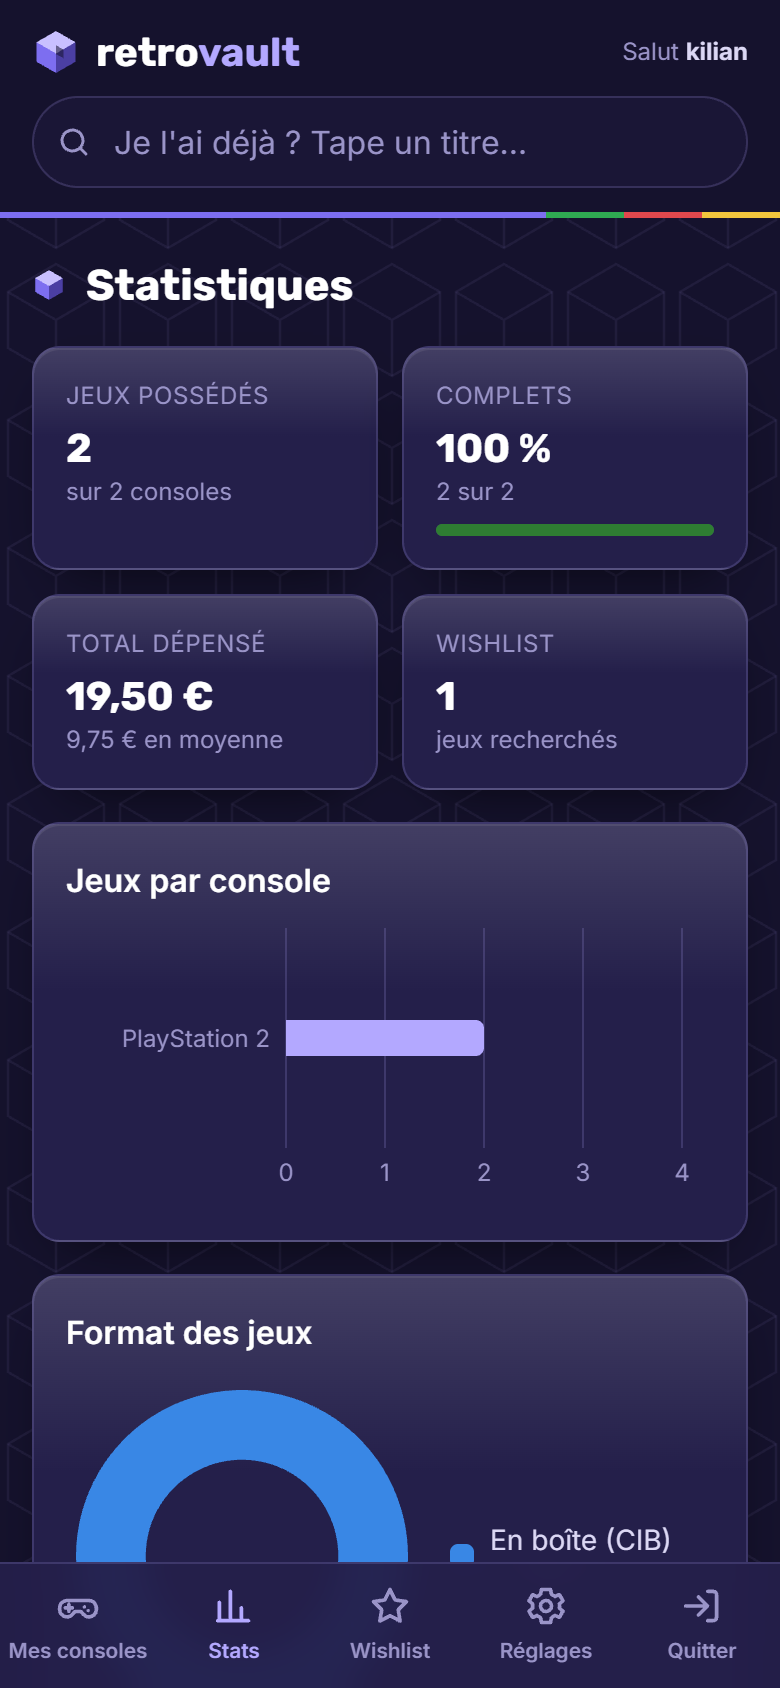 retrovault
Salut kilian
Je l'ai déjà ? Tape un titre...
Statistiques
JEUX POSSÉDÉS
2
sur 2 consoles
COMPLETS
100 %
2 sur 2
TOTAL DÉPENSÉ
19,50 €
9,75 € en moyenne
WISHLIST
1
jeux recherchés
Jeux par console
PlayStation 2
0 1 2 3 4
Format des jeux
En boîte (CIB)
Mes consoles
Stats
Wishlist
Réglages
Quitter